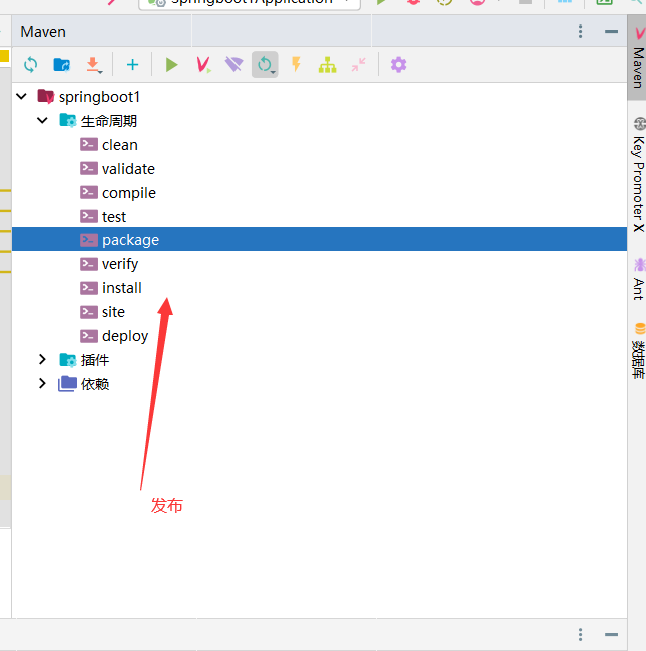 springboot1Application
Maven
springboot1
生命周期
clean
validate
compile
test
package
verify
install
site
deploy
插件
依赖
发布
Maven
Key Promoter X
Ant
数据库